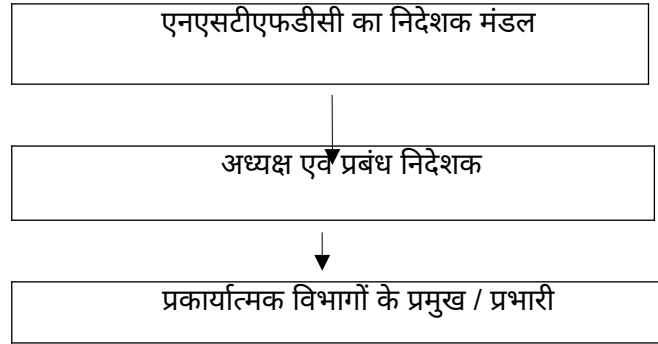 एनएसटीएफडीसी का निदेशक मंडल
अध्यक्ष एवं प्रबंध निदेशक
प्रकार्यात्मक विभागों के प्रमुख / प्रभारी